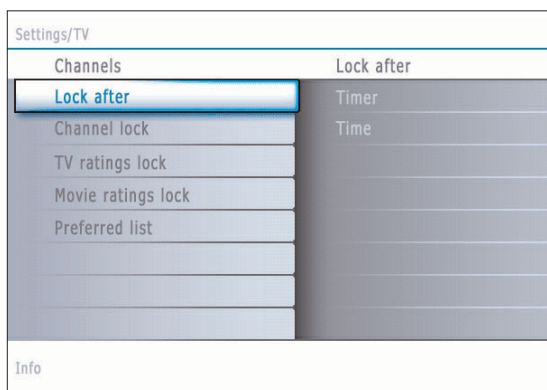 Settings/TV
Channels
Lock after
Lock after
Timer
Channel lock
Time
TV ratings lock
Movie ratings lock
Preferred list
Info